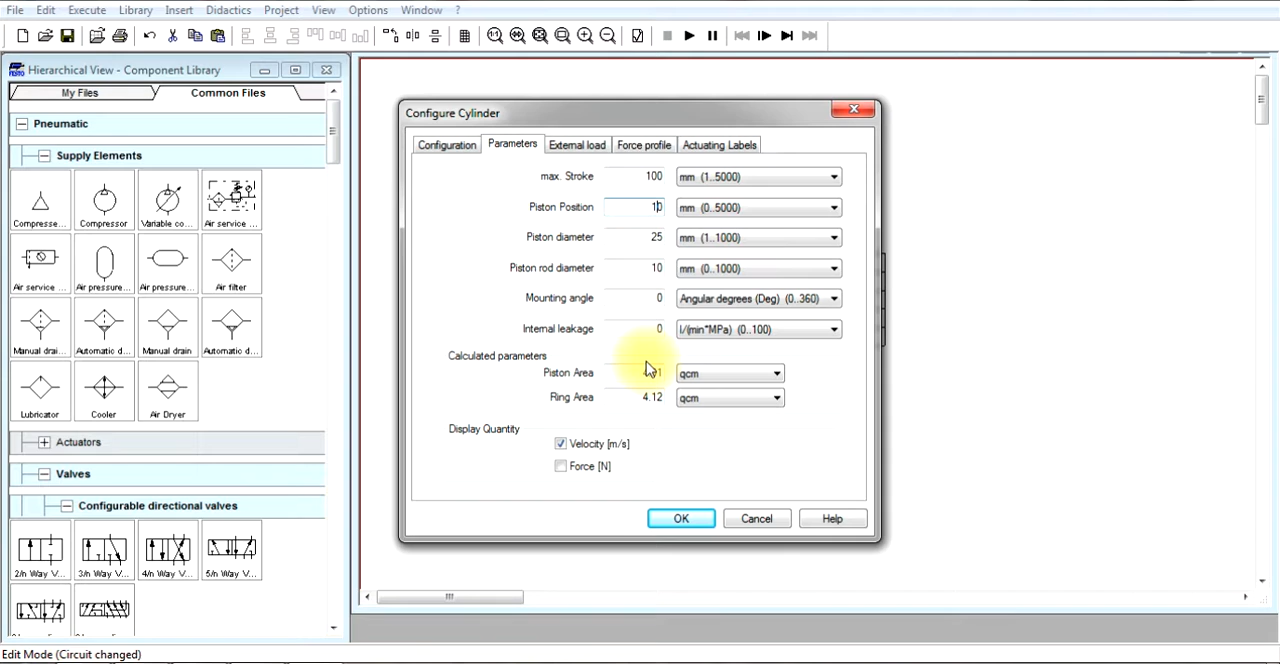 File Edit Execute Library Insert Didactics Project View Options Window ?
FESTO Hierarchical View - Component Library
My Files Common Files
Pneumatic
Supply Elements
Compresse... Compressor Variable co... Air service ...
Air service... Air pressure... Air pressure... Air filter
Manual drai... Automatic d... Manual drain Automatic d...
Lubricator Cooler Air Dryer
Actuators
Valves
Configurable directional valves
2/n Way V... 3/n Way V... 4/n Way V... 5/n Way V...
Configure Cylinder
Configuration Parameters External load Force profile Actuating Labels
max. Stroke 100 mm (1..5000)
Piston Position 10 mm (0..5000)
Piston diameter 25 mm (1..1000)
Piston rod diameter 10 mm (0..1000)
Mounting angle 0 Angular degrees (Deg) (0..360)
Internal leakage 0 l/(min*MPa) (0..100)
Calculated parameters
Piston Area qcm
Ring Area 4.12 qcm
Display Quantity
Velocity [m/s]
Force [N]
OK Cancel Help
Edit Mode (Circuit changed)